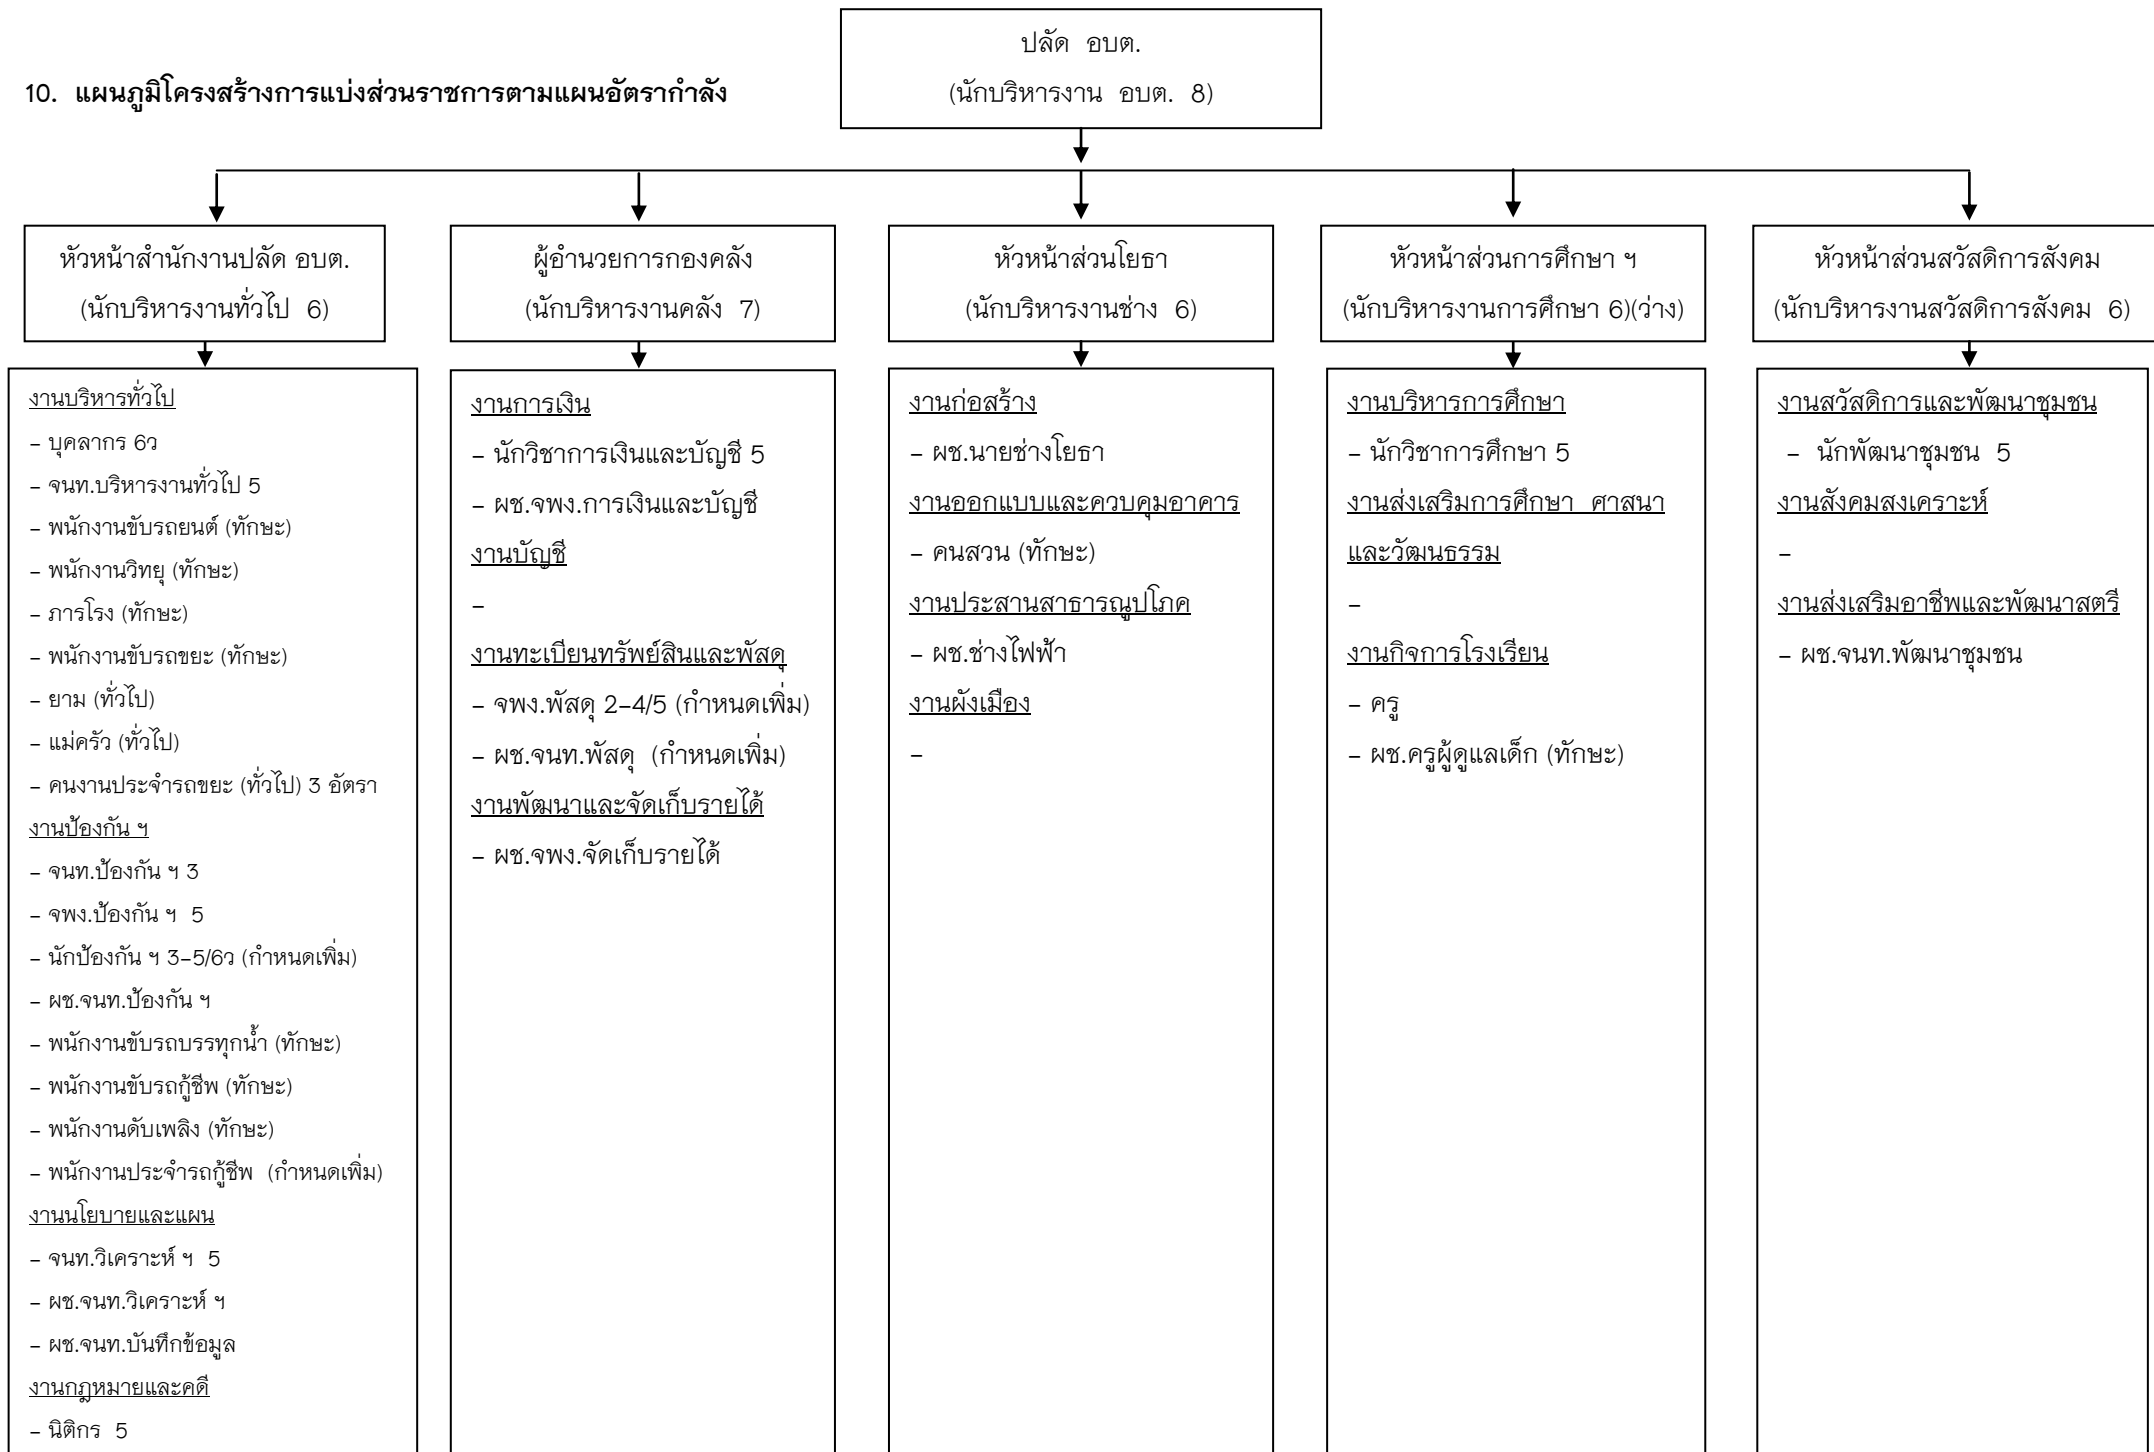 ปลัด อบต.
(นักบริหารงาน อบต. 8)
10. แผนภูมิโครงสร้างการแบ่งส่วนราชการตามแผนอัตรากำลัง
หัวหน้าสำนักงานปลัด อบต.
(นักบริหารงานทั่วไป 6)
ผู้อำนวยการกองคลัง
(นักบริหารงานคลัง 7)
หัวหน้าส่วนโยธา
(นักบริหารงานช่าง 6)
หัวหน้าส่วนการศึกษา ฯ
(นักบริหารงานการศึกษา 6)(ว่าง)
หัวหน้าส่วนสวัสดิการสังคม
(นักบริหารงานสวัสดิการสังคม 6)
งานบริหารทั่วไป
- บุคลากร 6ว
- จนท.บริหารงานทั่วไป 5
- พนักงานขับรถยนต์ (ทักษะ)
- พนักงานวิทยุ (ทักษะ)
- ภารโรง (ทักษะ)
- พนักงานขับรถขยะ (ทักษะ)
- ยาม (ทั่วไป)
- แม่ครัว (ทั่วไป)
- คนงานประจำรถขยะ (ทั่วไป) 3 อัตรา
งานป้องกัน ฯ
- จนท.ป้องกัน ฯ 3
- จพง.ป้องกัน ฯ 5
- นักป้องกัน ฯ 3-5/6ว (กำหนดเพิ่ม)
- ผช.จนท.ป้องกัน ฯ
- พนักงานขับรถบรรทุกน้ำ (ทักษะ)
- พนักงานขับรถกู้ชีพ (ทักษะ)
- พนักงานดับเพลิง (ทักษะ)
- พนักงานประจำรถกู้ชีพ (กำหนดเพิ่ม)
งานนโยบายและแผน
- จนท.วิเคราะห์ ฯ 5
- ผช.จนท.วิเคราะห์ ฯ
- ผช.จนท.บันทึกข้อมูล
งานกฎหมายและคดี
- นิติกร 5
งานการเงิน
- นักวิชาการเงินและบัญชี 5
- ผช.จพง.การเงินและบัญชี
งานบัญชี
-
งานทะเบียนทรัพย์สินและพัสดุ
- จพง.พัสดุ 2-4/5 (กำหนดเพิ่ม)
- ผช.จนท.พัสดุ (กำหนดเพิ่ม)
งานพัฒนาและจัดเก็บรายได้
- ผช.จพง.จัดเก็บรายได้
งานก่อสร้าง
- ผช.นายช่างโยธา
งานออกแบบและควบคุมอาคาร
- คนสวน (ทักษะ)
งานประสานสาธารณูปโภค
- ผช.ช่างไฟฟ้า
งานผังเมือง
-
งานบริหารการศึกษา
- นักวิชาการศึกษา 5
งานส่งเสริมการศึกษา ศาสนา
และวัฒนธรรม
-
งานกิจการโรงเรียน
- ครู
- ผช.ครูผู้ดูแลเด็ก (ทักษะ)
งานสวัสดิการและพัฒนาชุมชน
- นักพัฒนาชุมชน 5
งานสังคมสงเคราะห์
-
งานส่งเสริมอาชีพและพัฒนาสตรี
- ผช.จนท.พัฒนาชุมชน